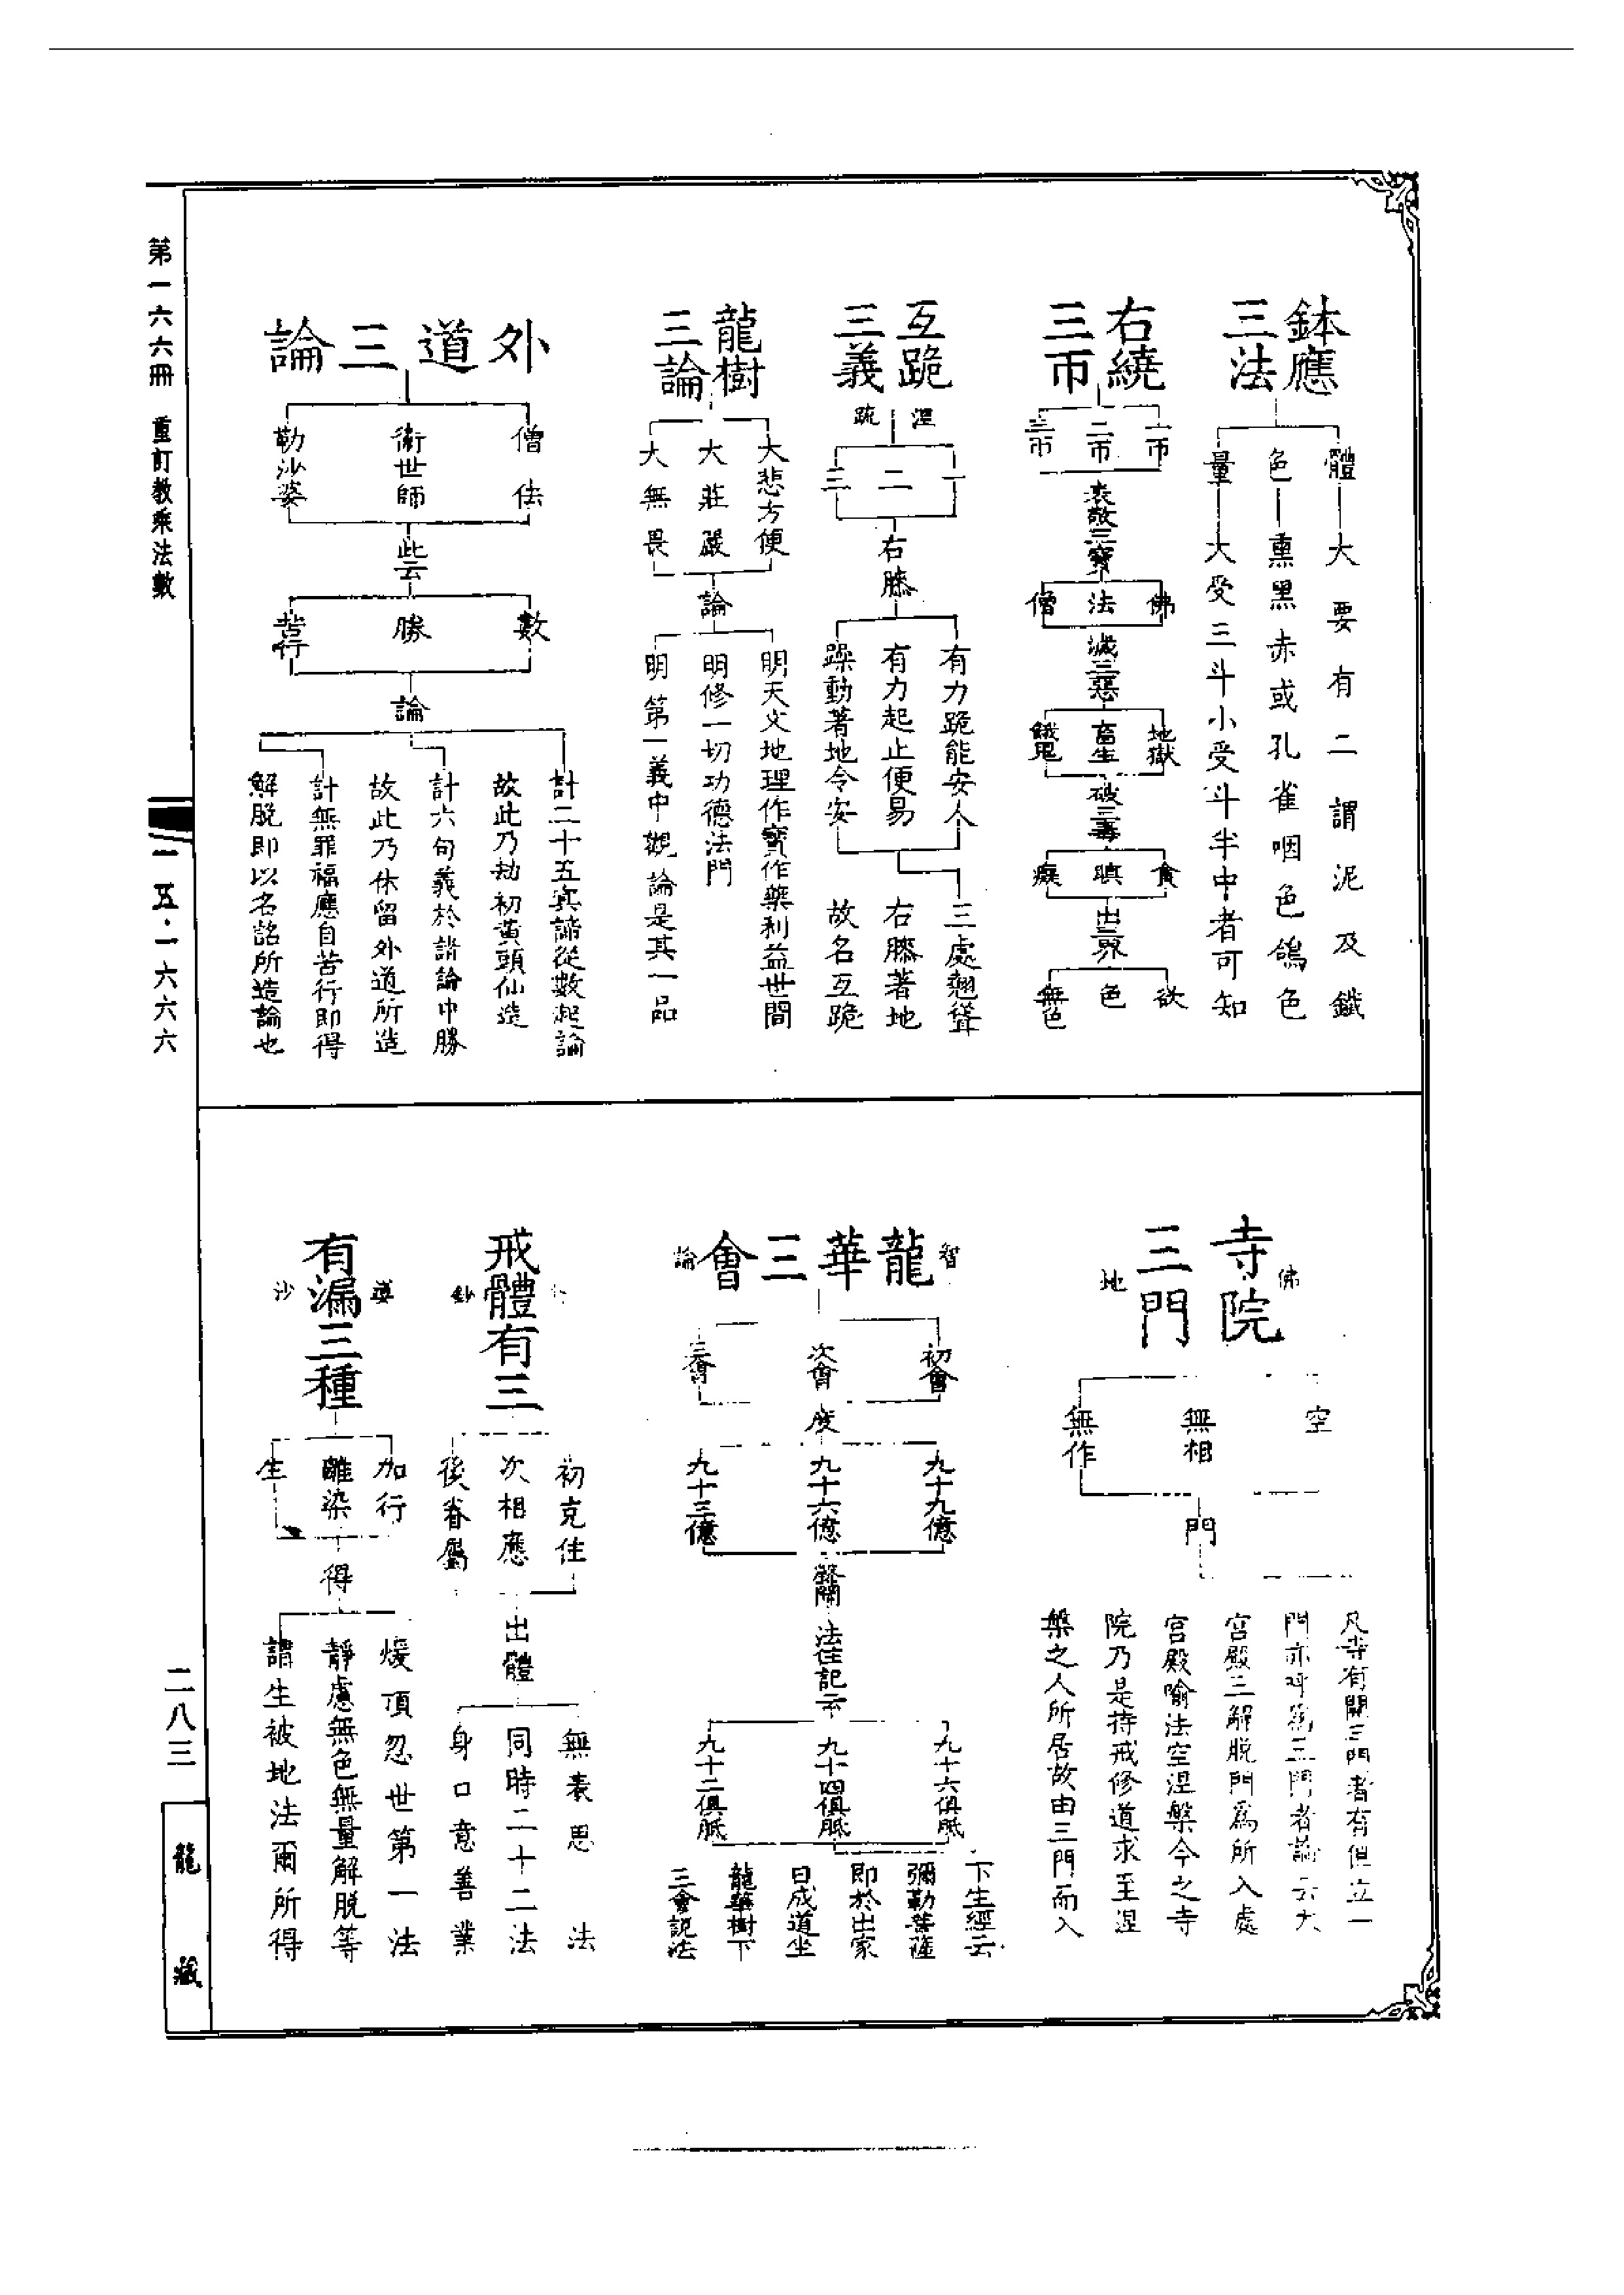 鉢應
三法
體
大要有二謂泥及鐵
色
熏黑赤或孔雀咽色鴿色
量
大受三斗小受斗半中者可知
右繞
三帀
一帀
二帀
三帀
表敬三寶
佛
法
僧
滅三惡
地獄
畜生
餓鬼
破三毒
貪
瞋
癡
出三界
欲
色
無色
互跪
三義
涅
疏
一
二
三
右膝
有力跪能安人
有力起止便易
躁動著地令安
三處翹聳
右膝著地
故名互跪
龍樹
三論
大悲方便
大莊嚴
大無畏
論
明天文地理作寶作藥利益世間
明修一切功德法門
明第一義中觀論是其一品
外道三論
僧佉
衛世師
勒沙婆
此云
數
勝
苦行
論
計二十五真諦從數起論
故此乃劫初黃頭仙造
計六句義於諸論中勝
故此乃休留外道所造
計無罪福應自苦行即得
解脫即以名諮所造論也
寺院
三門
佛
地
空
無相
無作
門
凡寺有開三門者有但立一
門亦呼為三門者論云大
宮殿三解脫門為所入處
宮殿喻法空涅槃今之寺
院乃是持戒修道求至涅
槃之人所居故由三門而入
龍華三會
智
論
初會
次會
三會
度
九十九億
九十六億
九十三億
聲聞
法住記云
九十六俱胝
九十四俱胝
九十二俱胝
下生經云
彌勒菩薩
即於出家
日成道坐
龍華樹下
三會說法
戒體有三
鈔
初克住
次相應
後眷屬
出體
無表思法
同時二十二法
身口意善業
有漏三種
沙
加行
離染
生
得
煖頂忍世第一法
靜慮無色無量解脫等
謂生彼地法爾所得
第一六六冊 重訂教乘法數
一五·一六六六
二八三
龍藏